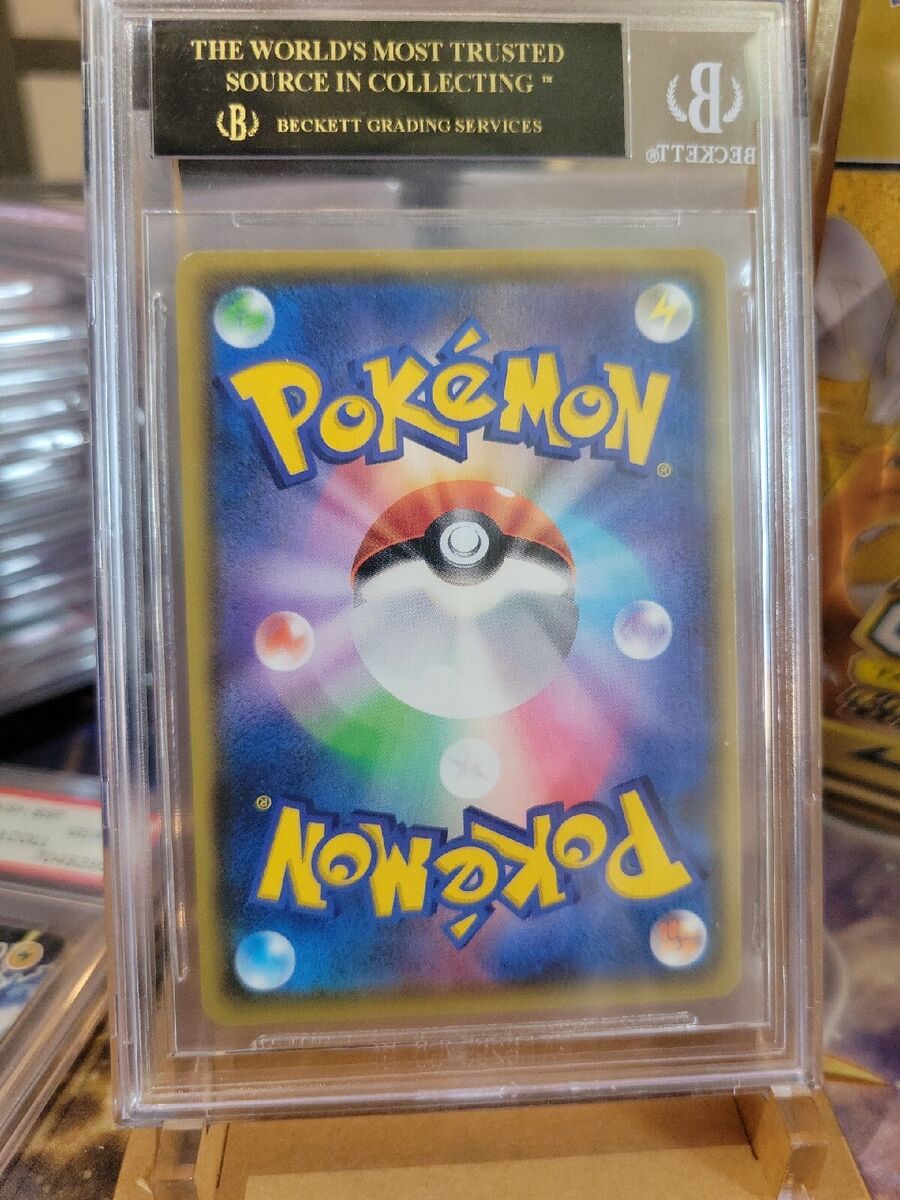 THE WORLD'S MOST TRUSTED
SOURCE IN COLLECTING ™
B BECKETT GRADING SERVICES
B
BECKETT®
POKéMON®
POKéMON®